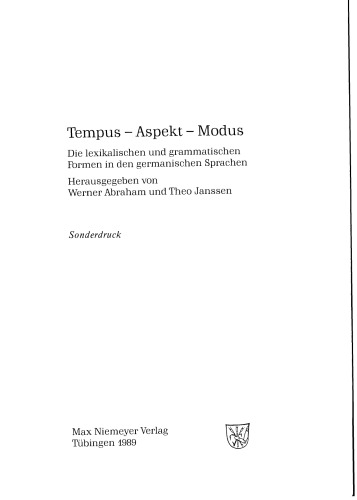 Tempus – Aspekt – Modus
Die lexikalischen und grammatischen
Formen in den germanischen Sprachen
Herausgegeben von
Werner Abraham und Theo Janssen
Sonderdruck
Max Niemeyer Verlag
Tübingen 1989